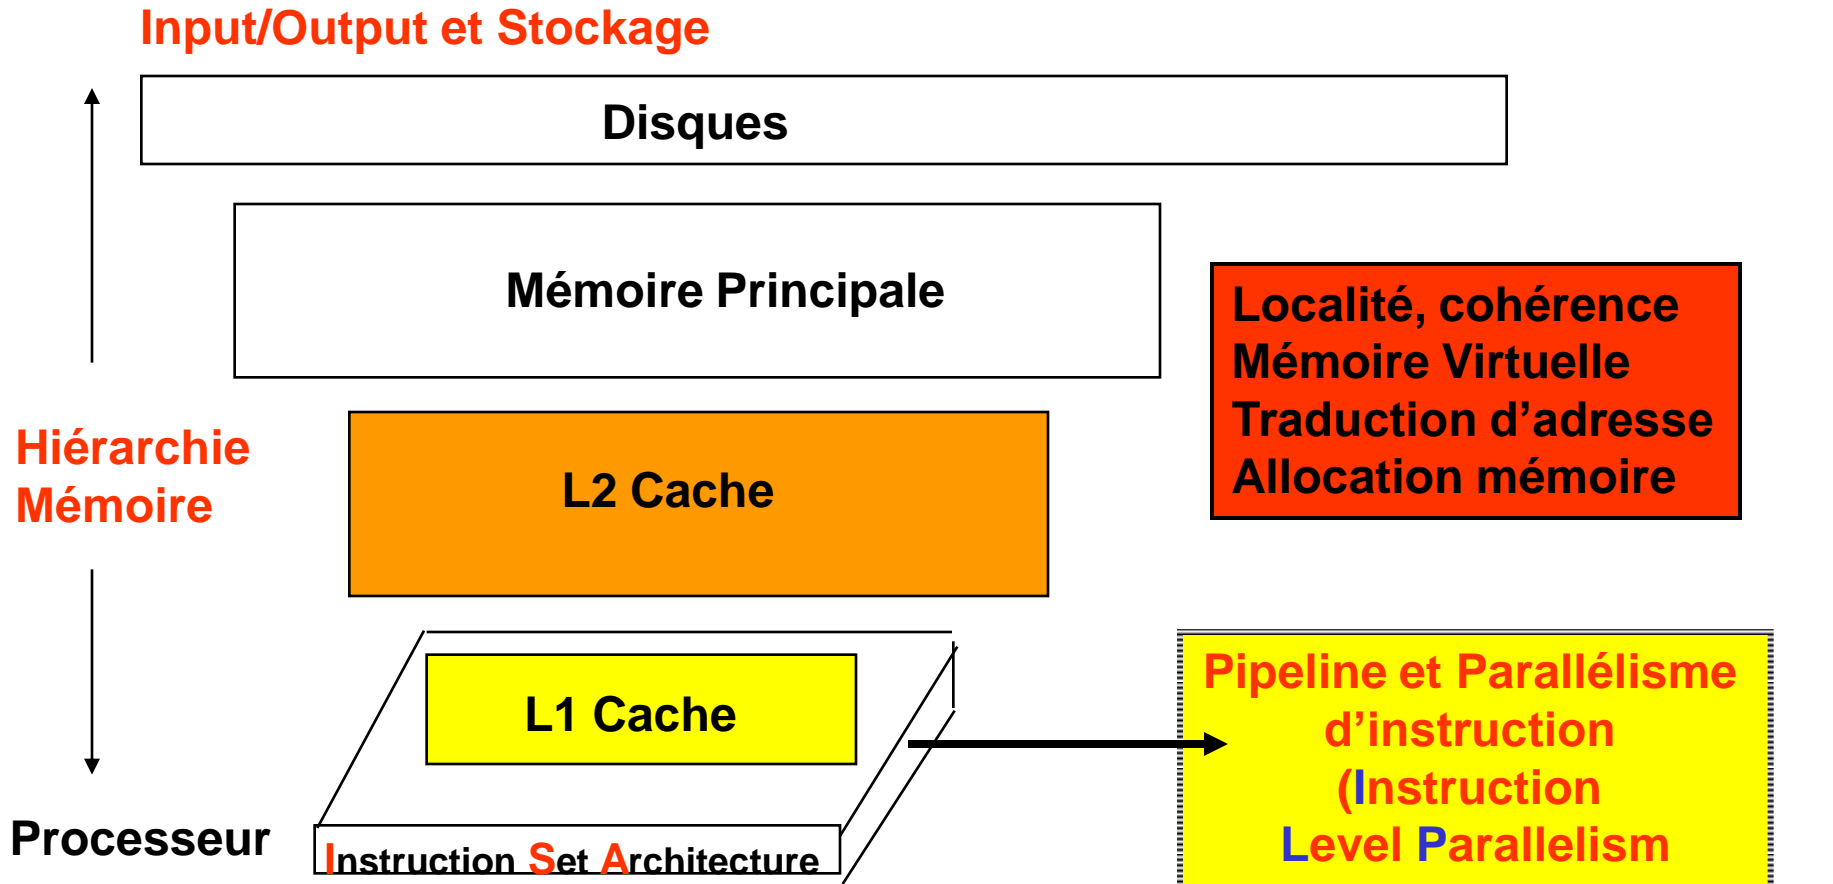 Input/Output et Stockage
Disques
Mémoire Principale
Localité, cohérence
Mémoire Virtuelle
Traduction d’adresse
Allocation mémoire
Hiérarchie
Mémoire
L2 Cache
L1 Cache
Pipeline et Parallélisme
d’instruction
(Instruction
Level Parallelism
Processeur
Instruction Set Architecture